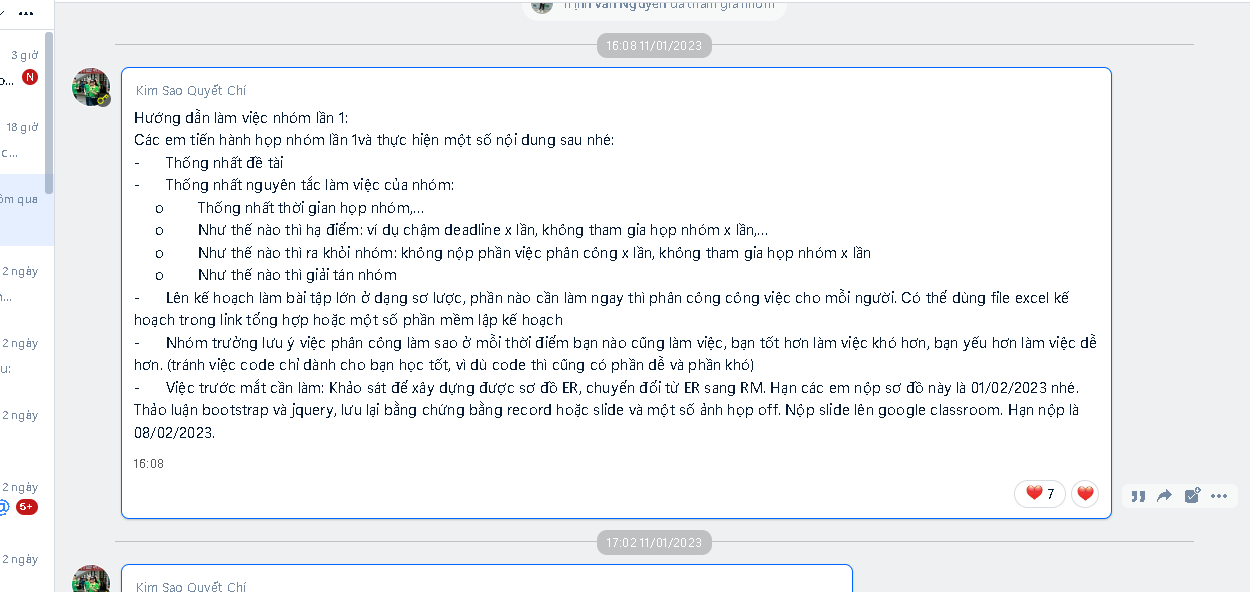 Trịnh Văn Nguyên đã tham gia nhóm
16:08 11/01/2023
3 giờ
o...
N
18 giờ
c...
ôm qua
2 ngày
n...
2 ngày
u:
2 ngày
2 ngày
@ 5+
2 ngày
Kim Sao Quyết Chí
Hướng dẫn làm việc nhóm lần 1:
Các em tiến hành họp nhóm lần 1và thực hiện một số nội dung sau nhé:
- Thống nhất đề tài
- Thống nhất nguyên tắc làm việc của nhóm:
o Thống nhất thời gian họp nhóm,...
o Như thế nào thì hạ điểm: ví dụ chậm deadline x lần, không tham gia họp nhóm x lần,...
o Như thế nào thì ra khỏi nhóm: không nộp phần việc phân công x lần, không tham gia họp nhóm x lần
o Như thế nào thì giải tán nhóm
- Lên kế hoạch làm bài tập lớn ở dạng sơ lược, phần nào cần làm ngay thì phân công công việc cho mỗi người. Có thể dùng file excel kế
hoạch trong link tổng hợp hoặc một số phần mềm lập kế hoạch
- Nhóm trưởng lưu ý việc phân công làm sao ở mỗi thời điểm bạn nào cũng làm việc, bạn tốt hơn làm việc khó hơn, bạn yếu hơn làm việc dễ
hơn. (tránh việc code chỉ dành cho bạn học tốt, vì dù code thì cũng có phần dễ và phần khó)
- Việc trước mắt cần làm: Khảo sát để xây dựng được sơ đồ ER, chuyển đổi từ ER sang RM. Hạn các em nộp sơ đồ này là 01/02/2023 nhé.
Thảo luận bootstrap và jquery, lưu lại bằng chứng bằng record hoặc slide và một số ảnh họp off. Nộp slide lên google classroom. Hạn nộp là
08/02/2023.
16:08
7
17:02 11/01/2023
Kim Sao Quyết Chí